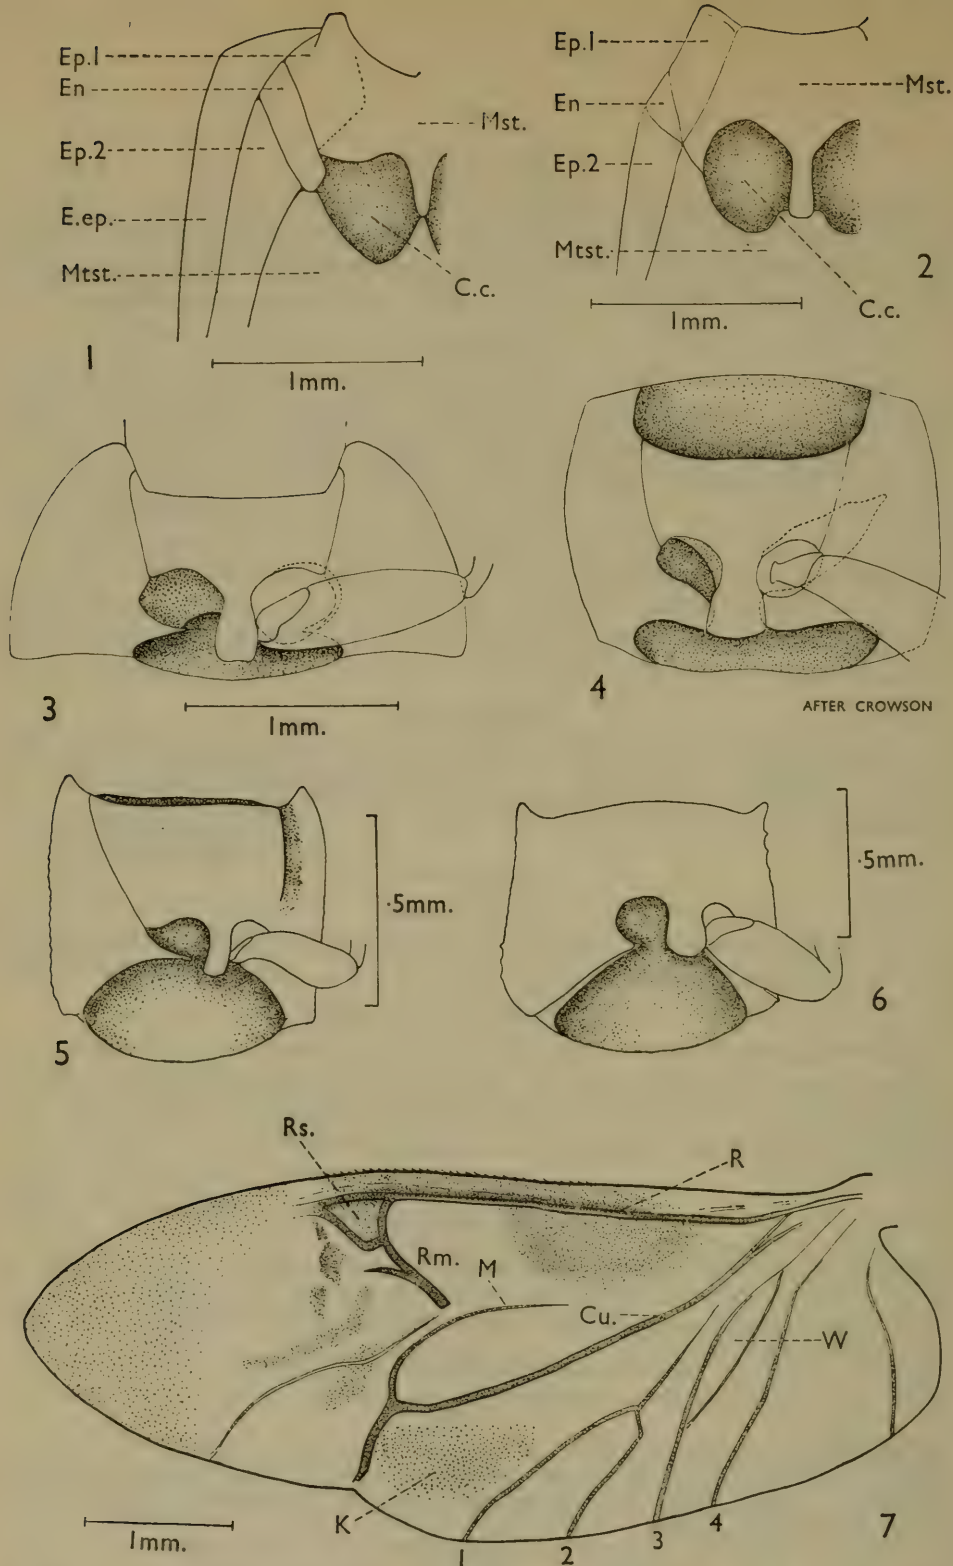 Ep.1
En
Ep.2
E.ep.
Mtst.
Mst.
C.c.
1
1mm.
Ep.1
En
Ep.2
Mtst.
Mst.
C.c.
2
1mm.
3
1mm.
4
AFTER CROWSON
5
·5mm.
6
·5mm.
Rs.
R
Rm.
M
Cu.
W
K
1mm.
1
2
3
4
7